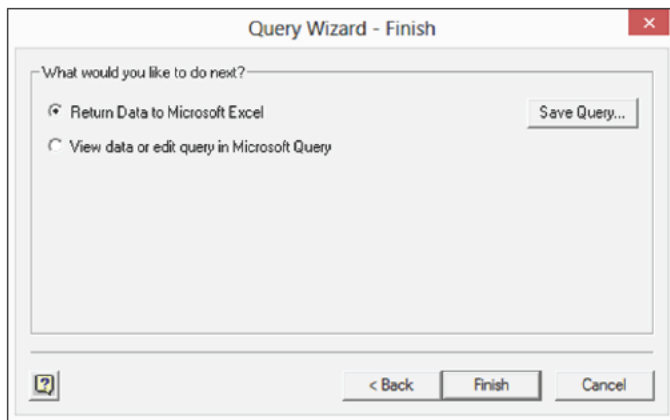 Query Wizard - Finish
What would you like to do next?
Return Data to Microsoft Excel
Save Query...
View data or edit query in Microsoft Query
< Back
Finish
Cancel